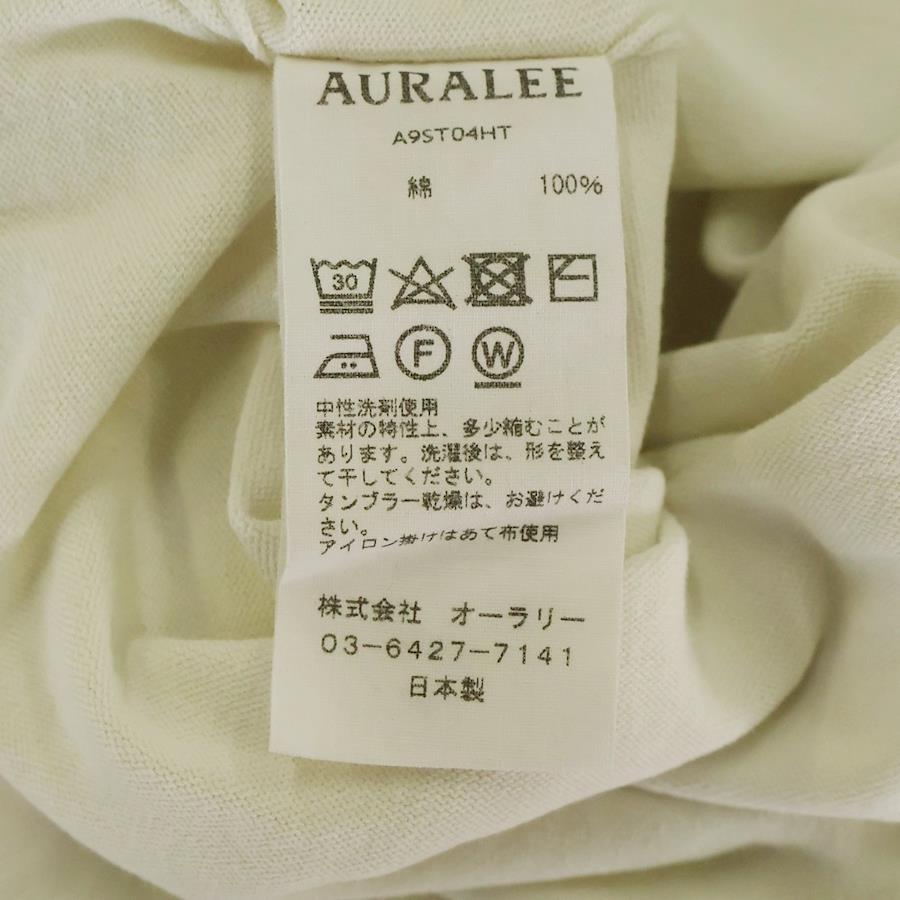 AURALEE
A9ST04HT
綿 100%
30
F W
中性洗剤使用
素材の特性上、多少縮むことが
あります。洗濯後は、形を整え
て干してください。
タンブラー乾燥は、お避けくだ
さい。
アイロン掛けはあて布使用
株式会社 オーラリー
03-6427-7141
日本製